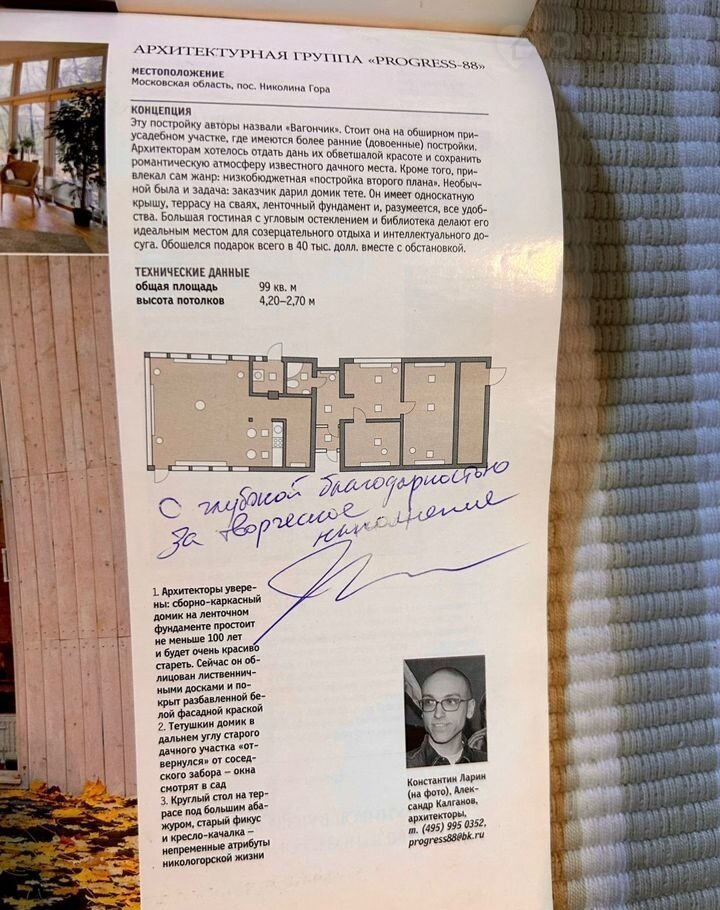 АРХИТЕКТУРНАЯ ГРУППА «PROGRESS-88»
МЕСТОПОЛОЖЕНИЕ
Московская область, пос. Николина Гора
КОНЦЕПЦИЯ
Эту постройку авторы назвали «Вагончик». Стоит она на обширном при-
усадебном участке, где имеются более ранние (довоенные) постройки.
Архитекторам хотелось отдать дань их обветшалой красоте и сохранить
романтическую атмосферу известного дачного места. Кроме того, при-
влекал сам жанр: низкобюджетная «постройка второго плана». Необыч-
ной была и задача: заказчик дарил домик тете. Он имеет односкатную
крышу, террасу на сваях, ленточный фундамент и, разумеется, все удоб-
ства. Большая гостиная с угловым остеклением и библиотека делают его
идеальным местом для созерцательного отдыха и интеллектуального до-
суга. Обошелся подарок всего в 40 тыс. долл. вместе с обстановкой.
ТЕХНИЧЕСКИЕ ДАННЫЕ
общая площадь 99 кв. м
высота потолков 4,20–2,70 м
С глубокой благодарностью
за творческое
наполнение
1. Архитекторы увере-
ны: сборно-каркасный
домик на ленточном
фундаменте простоит
не меньше 100 лет
и будет очень красиво
стареть. Сейчас он об-
лицован лиственнич-
ными досками и по-
крыт разбавленной бе-
лой фасадной краской
2. Тетушкин домик в
дальнем углу старого
дачного участка «от-
вернулся» от сосед-
ского забора – окна
смотрят в сад
3. Круглый стол на тер-
расе под большим аба-
журом, старый фикус
и кресло-качалка –
непременные атрибуты
никологорской жизни
Константин Ларин
(на фото), Алек-
сандр Калганов,
архитекторы,
т. (495) 995 0352,
progress88@bk.ru